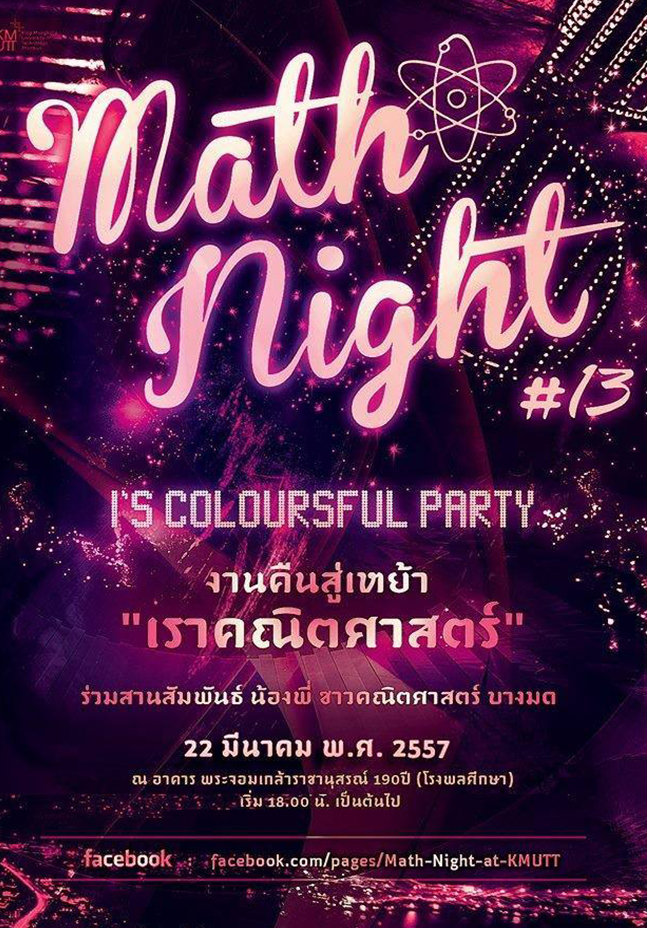 KMUTT
Math
Night
#13
I'S COLOURSFUL PARTY
งานคืนสู่เหย้า
"เราคณิตศาสตร์"
ร่วมสานสัมพันธ์ น้องพี่ ชาวคณิตศาสตร์ บางมด
22 มีนาคม พ.ศ. 2557
ณ อาคาร พระจอมเกล้าราชานุสรณ์ 190ปี (โรงพลศึกษา)
เริ่ม 18.00 น. เป็นต้นไป
facebook : facebook.com/pages/Math-Night-at-KMUTT